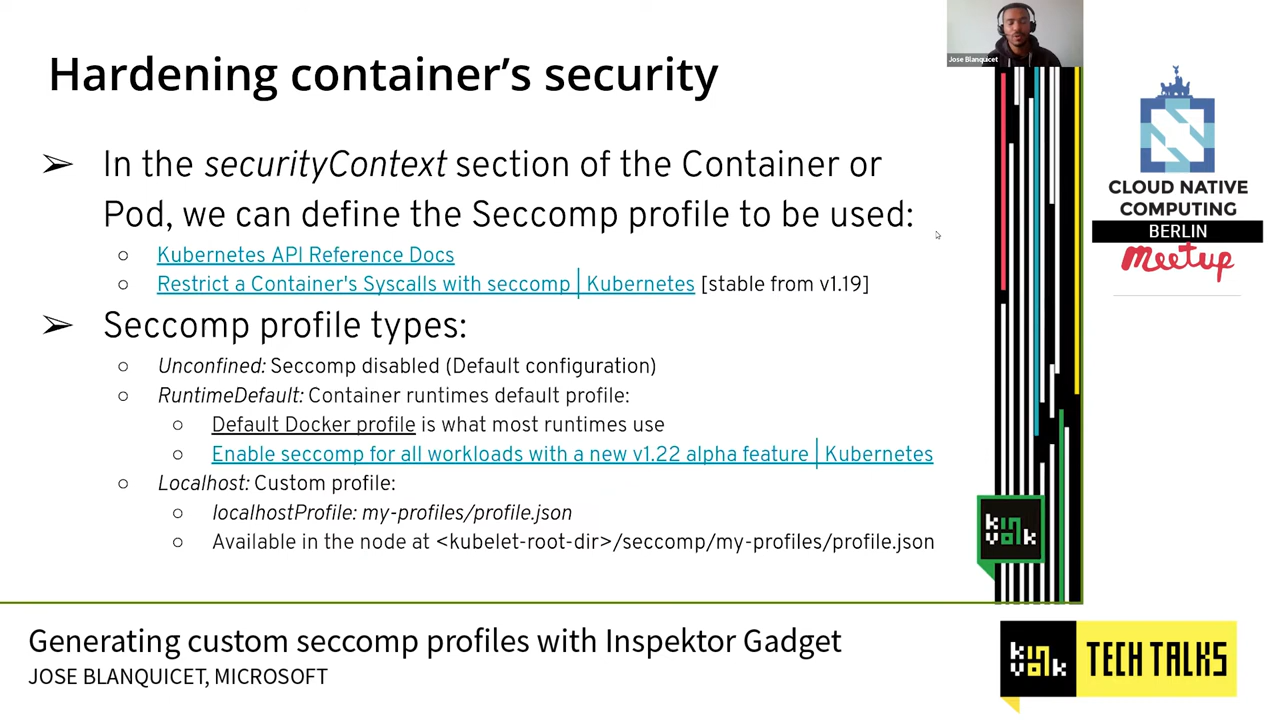 Hardening container's security
Jose Blanquicet
➢ In the securityContext section of the Container or
Pod, we can define the Seccomp profile to be used:
○ Kubernetes API Reference Docs
○ Restrict a Container's Syscalls with seccomp | Kubernetes [stable from v1.19]
➢ Seccomp profile types:
○ Unconfined: Seccomp disabled (Default configuration)
○ RuntimeDefault: Container runtimes default profile:
○ Default Docker profile is what most runtimes use
○ Enable seccomp for all workloads with a new v1.22 alpha feature | Kubernetes
○ Localhost: Custom profile:
○ localhostProfile: my-profiles/profile.json
○ Available in the node at <kubelet-root-dir>/seccomp/my-profiles/profile.json
kinvolk
CLOUD NATIVE
COMPUTING
BERLIN
Meetup
Generating custom seccomp profiles with Inspektor Gadget
JOSE BLANQUICET, MICROSOFT
kinvolk
TECH TALKS